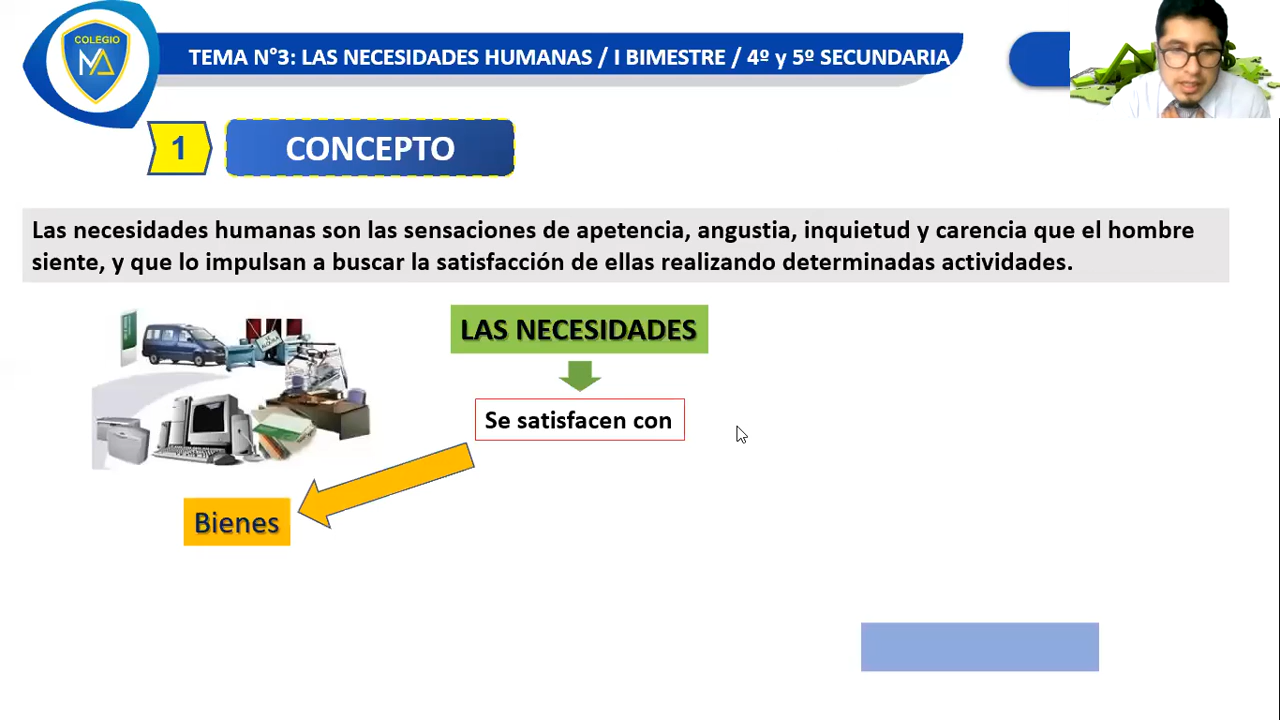 COLEGIO
MA
TEMA N°3: LAS NECESIDADES HUMANAS / I BIMESTRE / 4º y 5º SECUNDARIA
1
CONCEPTO
Las necesidades humanas son las sensaciones de apetencia, angustia, inquietud y carencia que el hombre
siente, y que lo impulsan a buscar la satisfacción de ellas realizando determinadas actividades.
LAS NECESIDADES
Se satisfacen con
Bienes